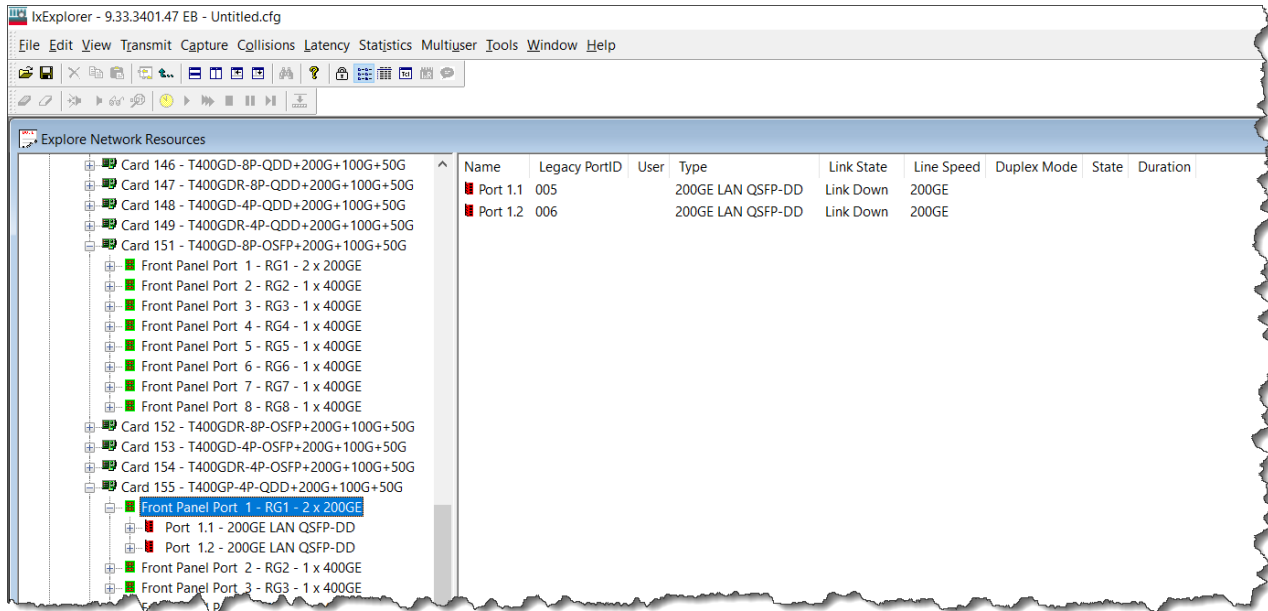 IxExplorer - 9.33.3401.47 EB - Untitled.cfg
File Edit View Transmit Capture Collisions Latency Statistics Multiuser Tools Window Help
Explore Network Resources
Card 146 - T400GD-8P-QDD+200G+100G+50G
Card 147 - T400GDR-8P-QDD+200G+100G+50G
Card 148 - T400GD-4P-QDD+200G+100G+50G
Card 149 - T400GDR-4P-QDD+200G+100G+50G
Card 151 - T400GD-8P-OSFP+200G+100G+50G
Front Panel Port 1 - RG1 - 2 x 200GE
Front Panel Port 2 - RG2 - 1 x 400GE
Front Panel Port 3 - RG3 - 1 x 400GE
Front Panel Port 4 - RG4 - 1 x 400GE
Front Panel Port 5 - RG5 - 1 x 400GE
Front Panel Port 6 - RG6 - 1 x 400GE
Front Panel Port 7 - RG7 - 1 x 400GE
Front Panel Port 8 - RG8 - 1 x 400GE
Card 152 - T400GDR-8P-OSFP+200G+100G+50G
Card 153 - T400GD-4P-OSFP+200G+100G+50G
Card 154 - T400GDR-4P-OSFP+200G+100G+50G
Card 155 - T400GP-4P-QDD+200G+100G+50G
Front Panel Port 1 - RG1 - 2 x 200GE
Port 1.1 - 200GE LAN QSFP-DD
Port 1.2 - 200GE LAN QSFP-DD
Front Panel Port 2 - RG2 - 1 x 400GE
Front Panel Port 3 - RG3 - 1 x 400GE
Name Legacy PortID User Type Link State Line Speed Duplex Mode State Duration
Port 1.1 005 200GE LAN QSFP-DD Link Down 200GE
Port 1.2 006 200GE LAN QSFP-DD Link Down 200GE